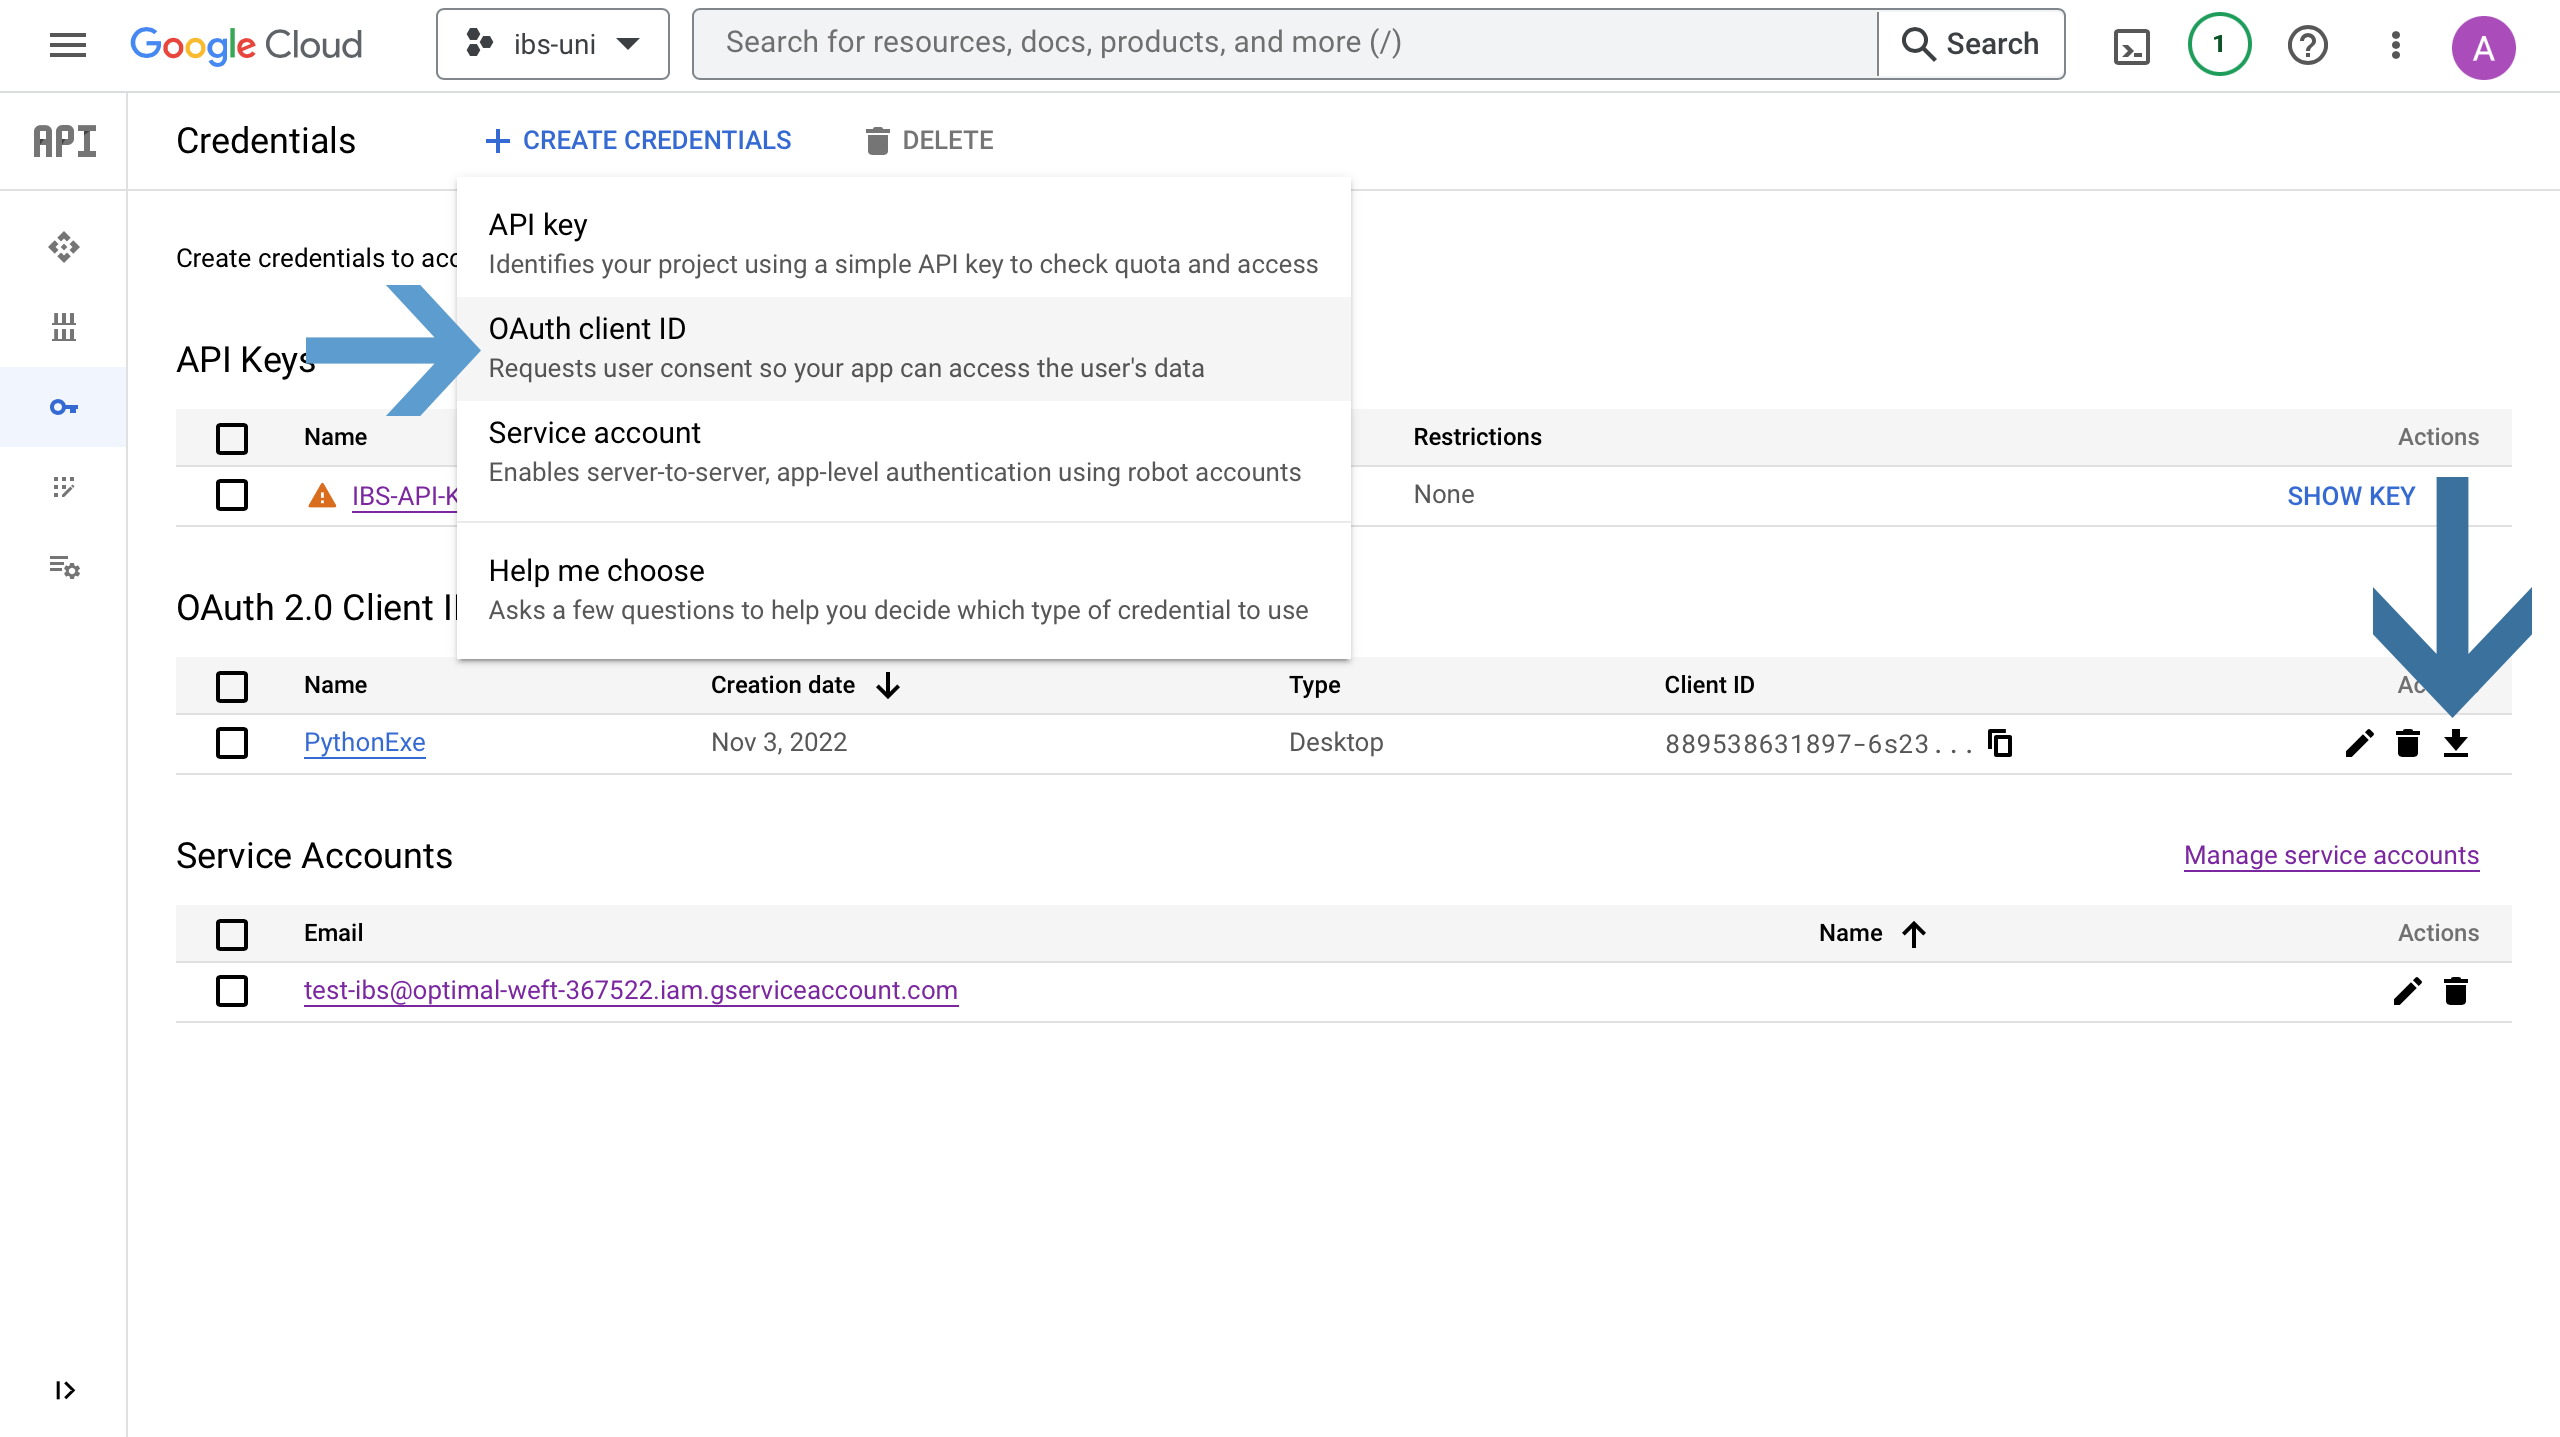 Google Cloud
ibs-uni
Search for resources, docs, products, and more (/)
Search
1
A
API
Credentials
CREATE CREDENTIALS
DELETE
API key
Identifies your project using a simple API key to check quota and access
Create credentials to acc
OAuth client ID
Requests user consent so your app can access the user's data
API Keys
Service account
Enables server-to-server, app-level authentication using robot accounts
Name
Restrictions
Actions
IBS-API-K
None
SHOW KEY
Help me choose
Asks a few questions to help you decide which type of credential to use
OAuth 2.0 Client I
Name
Creation date
Type
Client ID
Ac
PythonExe
Nov 3, 2022
Desktop
889538631897-6s23...
Service Accounts
Manage service accounts
Email
Name
Actions
test-ibs@optimal-weft-367522.iam.gserviceaccount.com